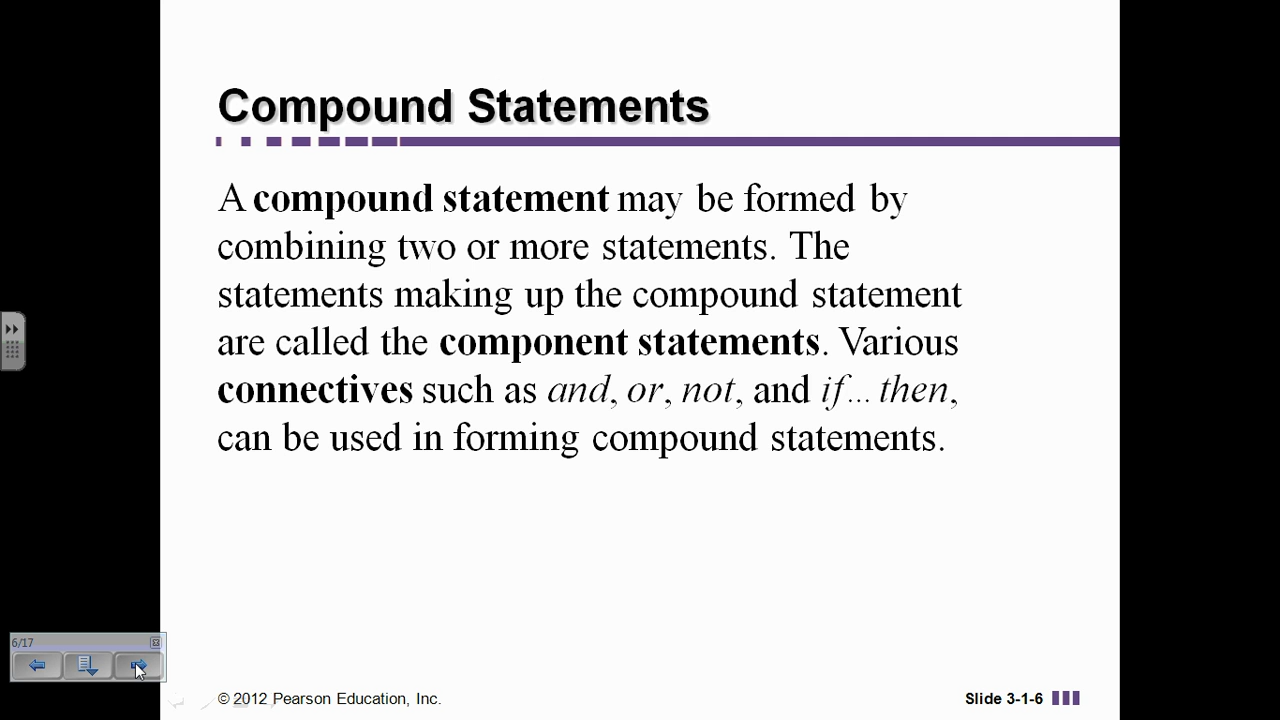 Compound Statements
A compound statement may be formed by
combining two or more statements. The
statements making up the compound statement
are called the component statements. Various
connectives such as and, or, not, and if…then,
can be used in forming compound statements.
6/17
© 2012 Pearson Education, Inc.
Slide 3-1-6